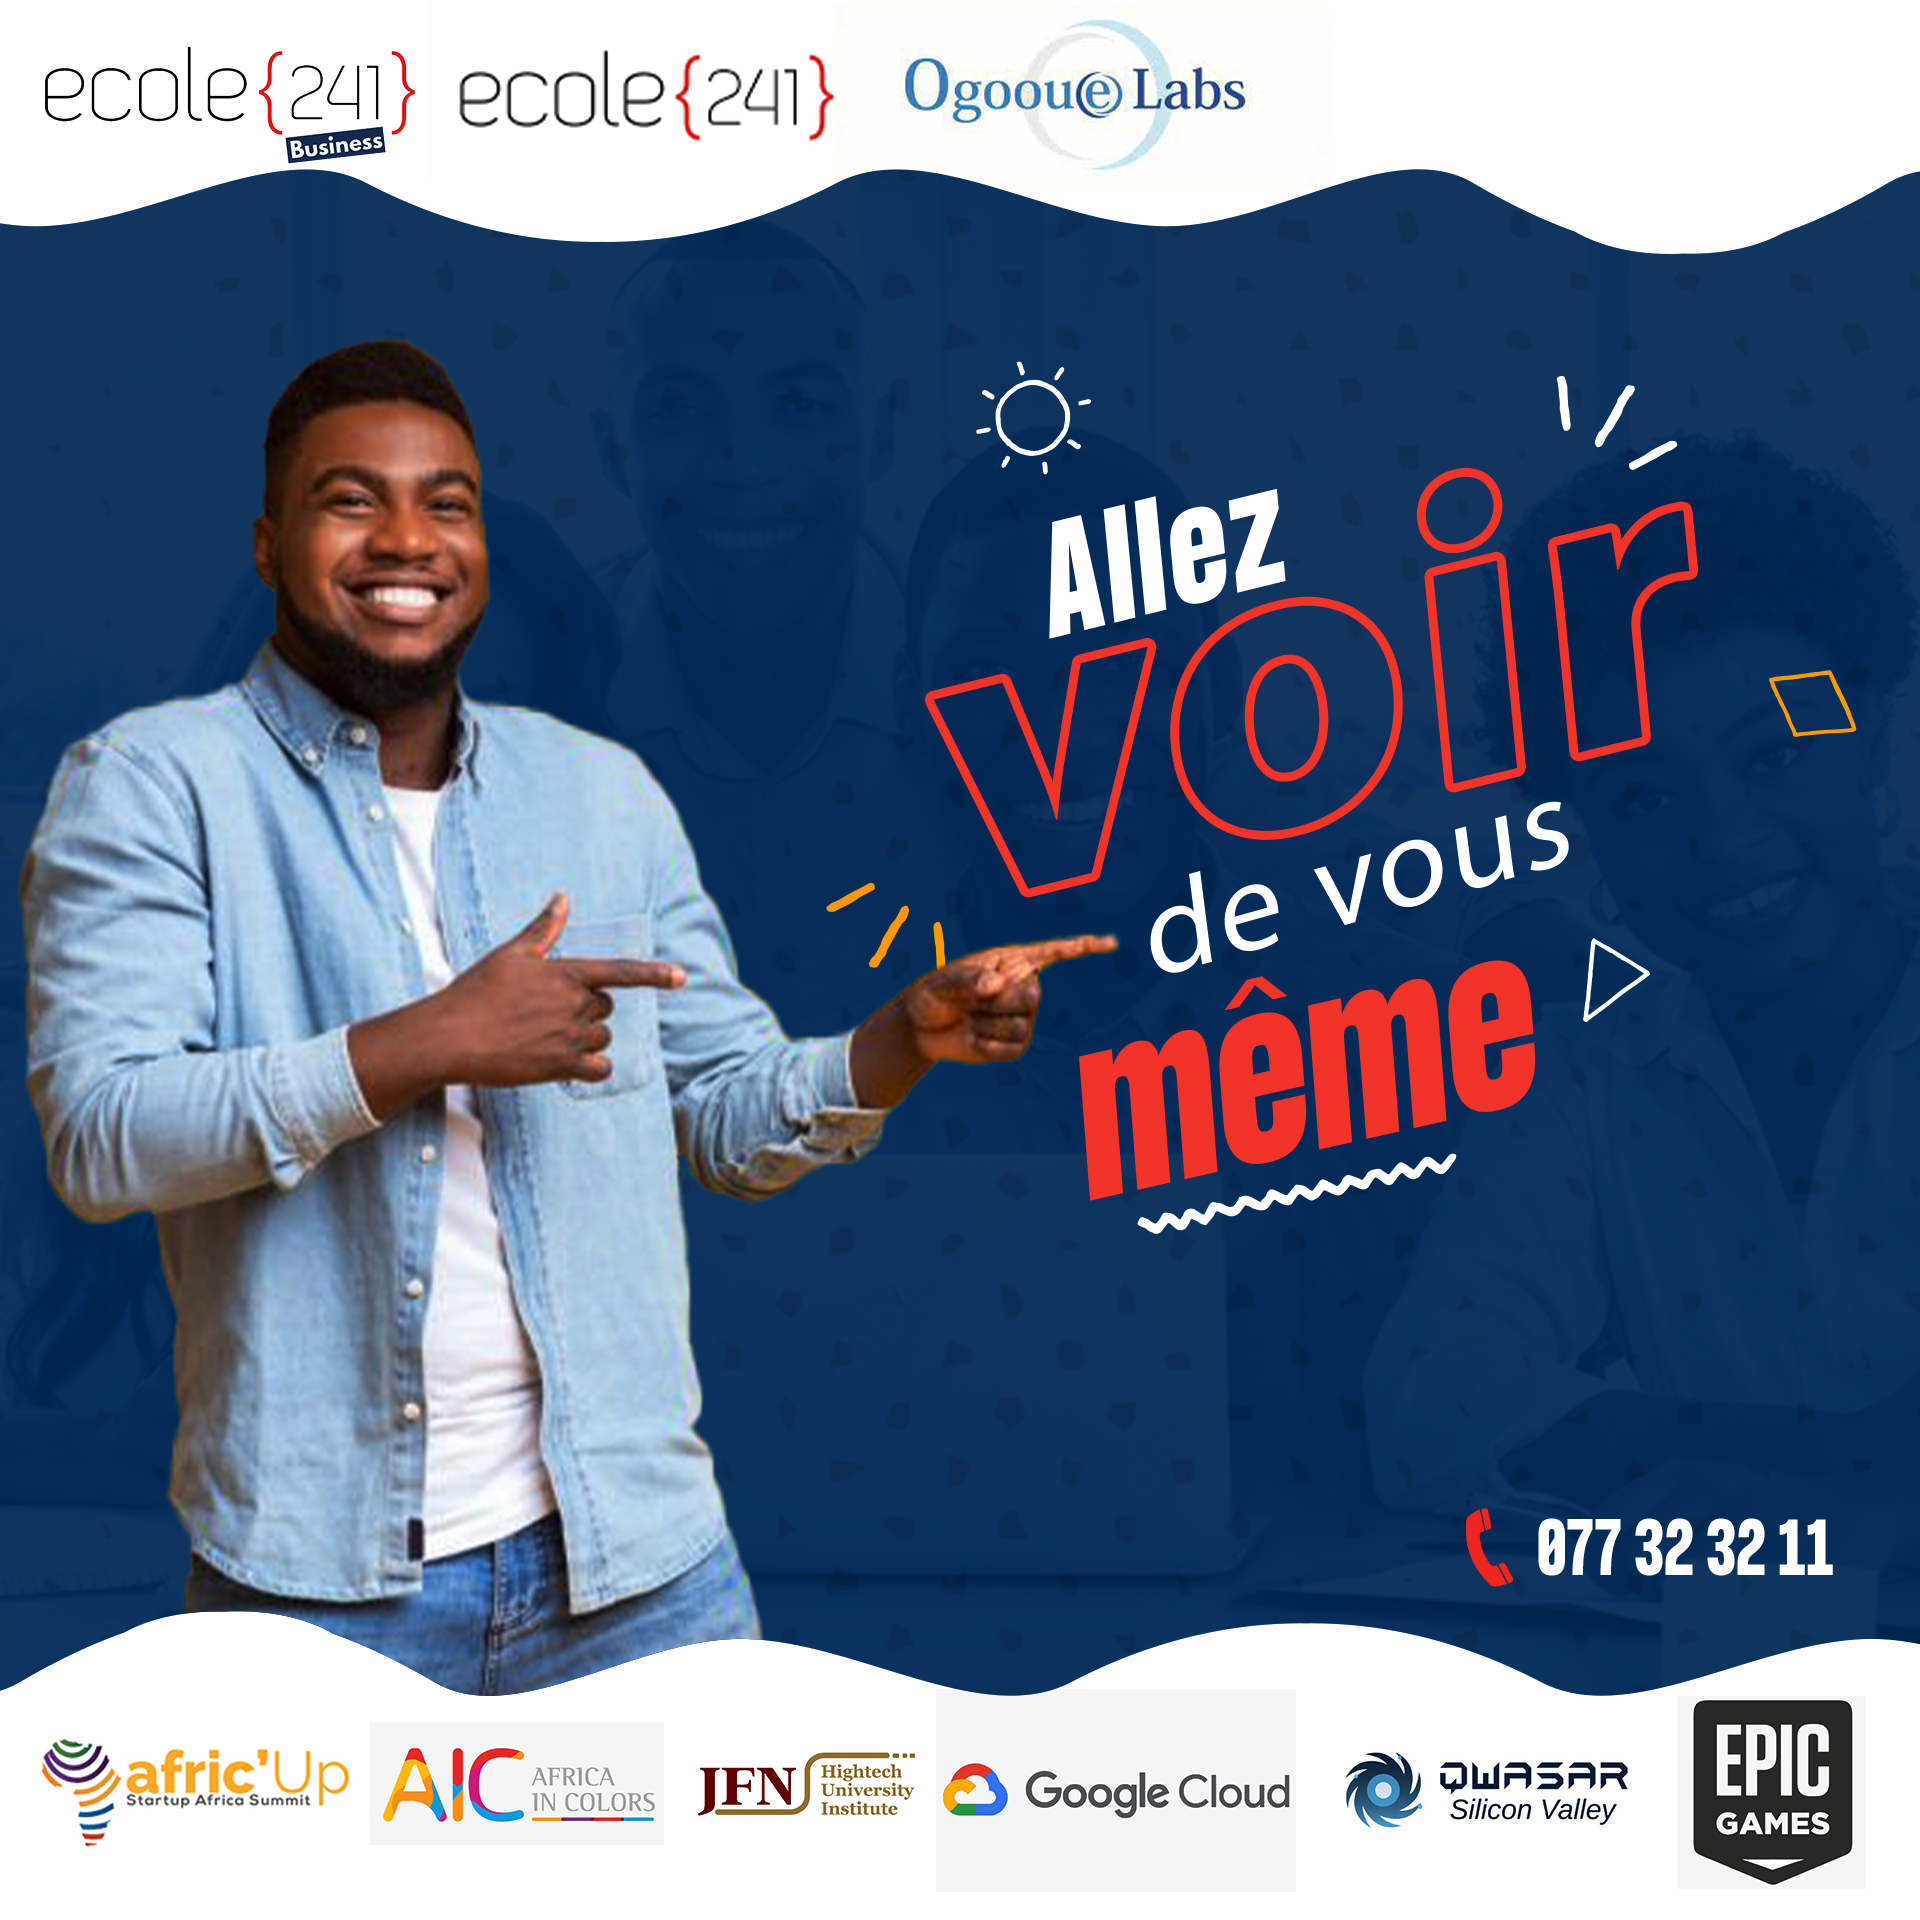 ecole{241}
Business
ecole{241}
Ogooué Labs
Allez
voir
de vous
même
077 32 32 11
afric'Up
Startup Africa Summit
AIC
AFRICA
IN COLORS
JFN
Hightech
University
Institute
Google Cloud
QWASAR
Silicon Valley
EPIC
GAMES